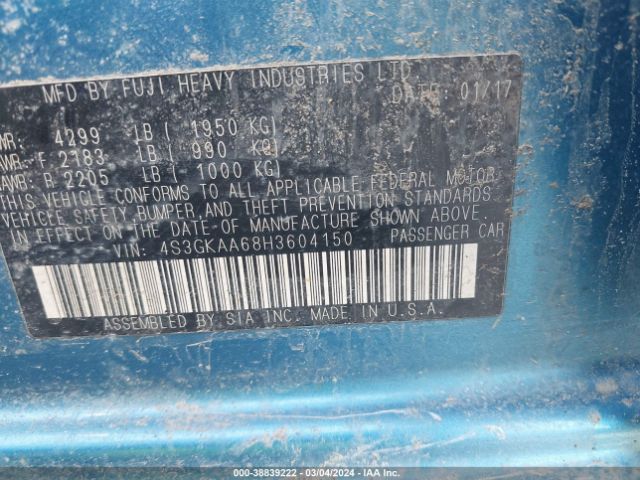 MFD BY FUJI HEAVY INDUSTRIES LTD. DATE: 01/17
WR: 4299 LB ( 1950 KG)
AWR: F 2183 LB ( 990 KG)
AWR: R 2205 LB ( 1000 KG)
THIS VEHICLE CONFORMS TO ALL APPLICABLE FEDERAL MOTOR
VEHICLE SAFETY, BUMPER, AND THEFT PREVENTION STANDARDS
IN EFFECT ON THE DATE OF MANUFACTURE SHOWN ABOVE.
VIN: 4S3GKAA68H3604150 PASSENGER CAR
ASSEMBLED BY SIA INC. MADE IN U.S.A.
000-38839222 - 03/04/2024 - IAA Inc.